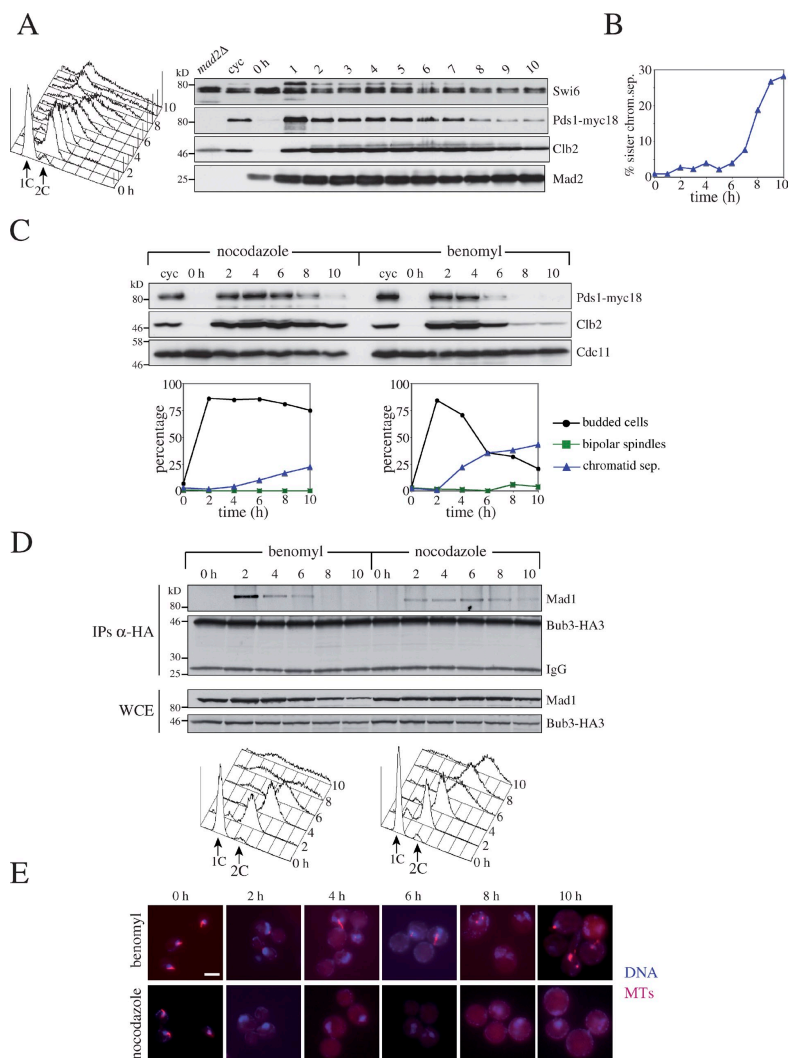 A
kD
mad2Δ
cyc
0 h
1
2
3
4
5
6
7
8
9
10
Swi6
80
Pds1-myc18
80
Clb2
46
Mad2
25
1C
2C
0 h
2
4
6
8
10
B
% sister chrom.sep.
30
20
10
0
0 2 4 6 8 10
time (h)
C
nocodazole
benomyl
cyc 0 h 2 4 6 8 10
cyc 0 h 2 4 6 8 10
kD
80
Pds1-myc18
46
Clb2
58
46
Cdc11
percentage
100
75
50
25
0
0 2 4 6 8 10
time (h)
percentage
100
75
50
25
0
0 2 4 6 8 10
time (h)
budded cells
bipolar spindles
chromatid sep.
D
benomyl
nocodazole
0 h 2 4 6 8 10
0 h 2 4 6 8 10
IPs α-HA
kD
80
Mad1
46
Bub3-HA3
30
25
IgG
WCE
80
Mad1
46
Bub3-HA3
1C
2C
0 h
2
4
6
8
10
1C
2C
0 h
2
4
6
8
10
E
0 h 2 h 4 h 6 h 8 h 10 h
benomyl
nocodazole
DNA
MTs